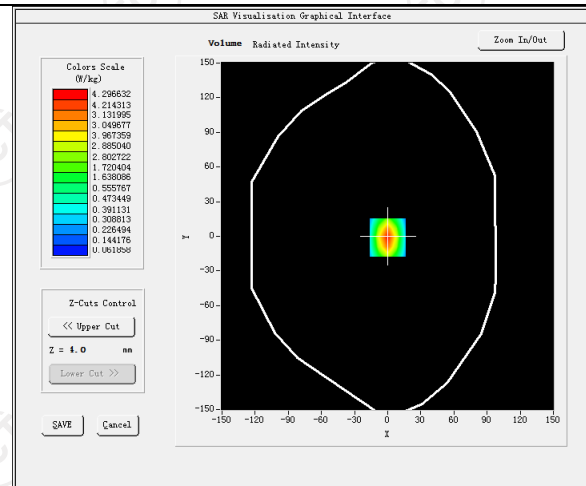 SAR Visualisation Graphical Interface
Volume Radiated Intensity
Zoom In/Out
Colors Scale
(W/kg)
4.296632
4.214313
3.131995
3.049677
3.967359
2.885040
2.802722
1.720404
1.638086
0.555767
0.473449
0.391131
0.308813
0.226494
0.144176
0.061858
Z-Cuts Control
<< Upper Cut
Z = 4.0 mm
Lower Cut >>
SAVE
Cancel
150
120
90
60
30
0
-30
-60
-90
-120
-150
Y
-150 -120 -90 -60 -30 0 30 60 90 120 150
X